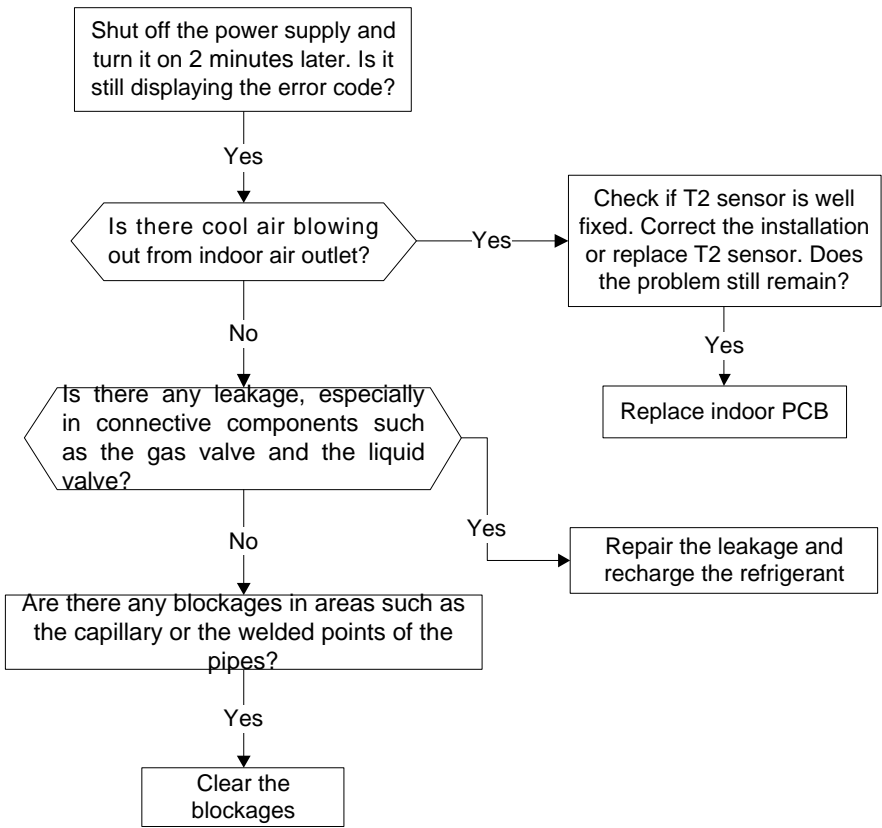 Shut off the power supply and
turn it on 2 minutes later. Is it
still displaying the error code?
Yes
Is there cool air blowing
out from indoor air outlet?
Yes
Check if T2 sensor is well
fixed. Correct the installation
or replace T2 sensor. Does
the problem still remain?
Yes
Replace indoor PCB
No
Is there any leakage, especially
in connective components such
as the gas valve and the liquid
valve?
Yes
Repair the leakage and
recharge the refrigerant
No
Are there any blockages in areas such as
the capillary or the welded points of the
pipes?
Yes
Clear the
blockages